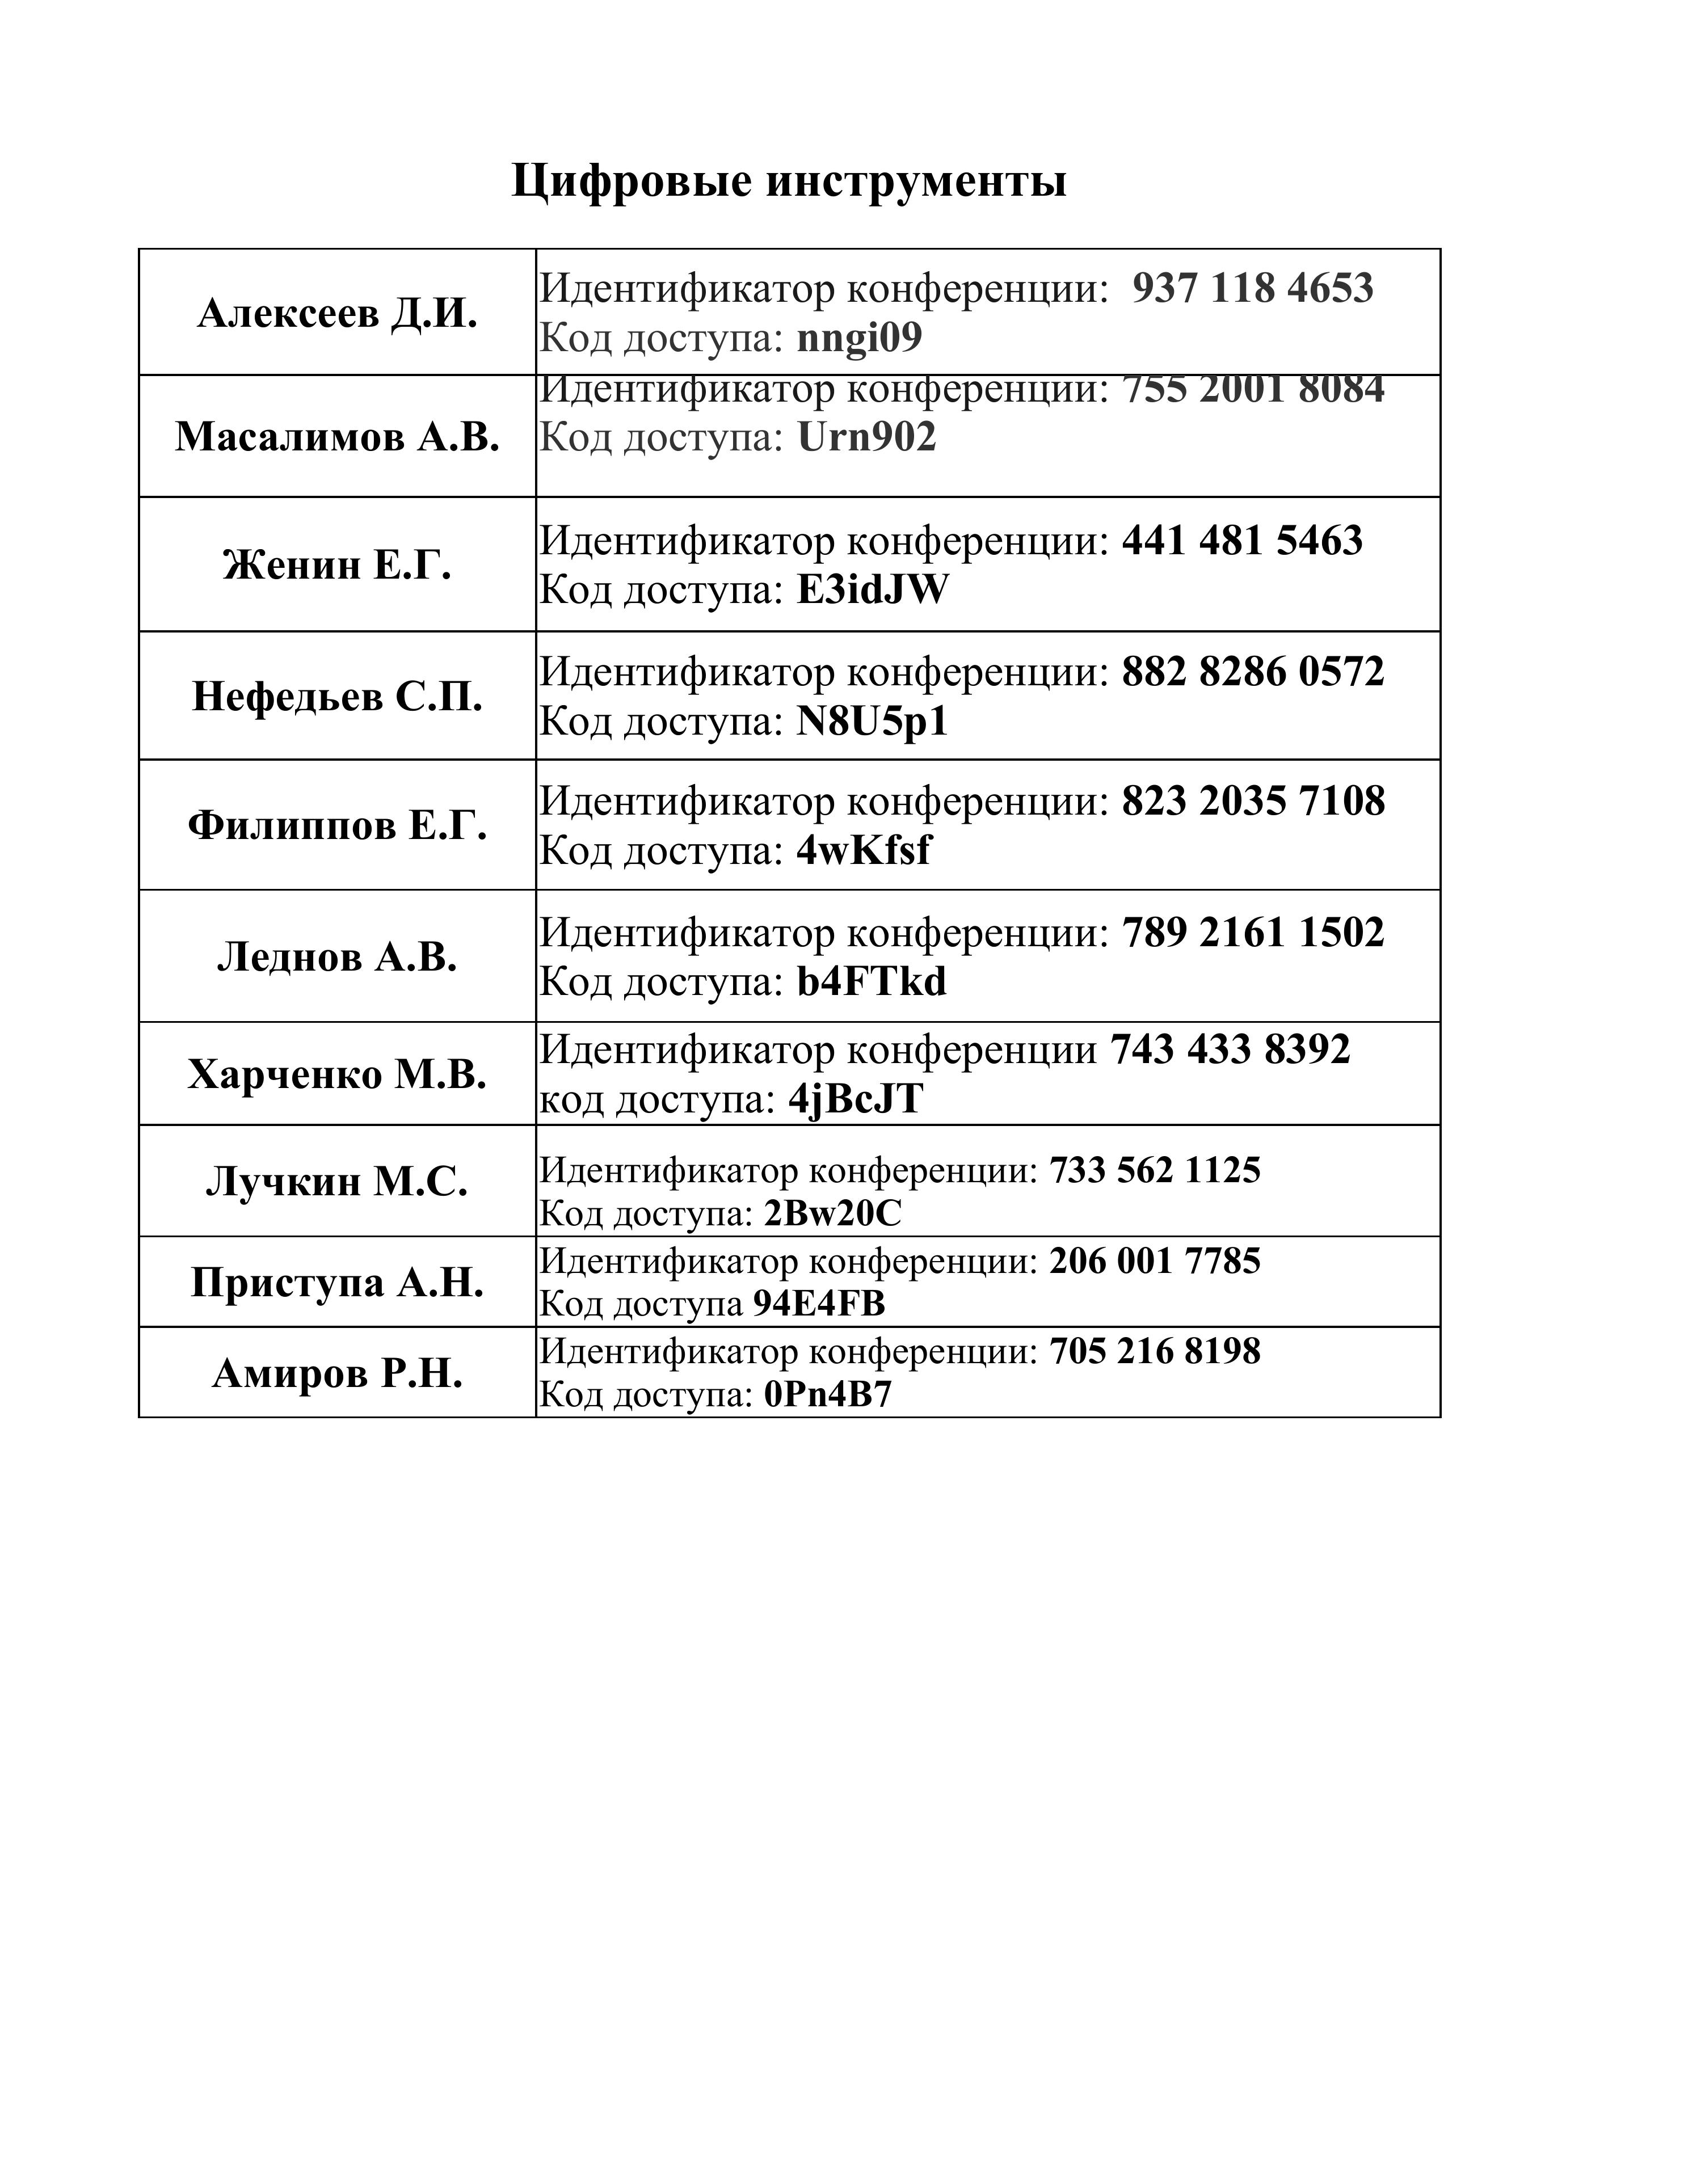 Цифровые инструменты
Алексеев Д.И.
Идентификатор конференции:  937 118 4653
Код доступа: nngi09
Масалимов А.В.
Идентификатор конференции: 755 2001 8084
Код доступа: Urn902
Женин Е.Г.
Идентификатор конференции: 441 481 5463
Код доступа: E3idJW
Нефедьев С.П.
Идентификатор конференции: 882 8286 0572
Код доступа: N8U5p1
Филиппов Е.Г.
Идентификатор конференции: 823 2035 7108
Код доступа: 4wKfsf
Леднов А.В.
Идентификатор конференции: 789 2161 1502
Код доступа: b4FTkd
Харченко М.В.
Идентификатор конференции 743 433 8392
код доступа: 4jBcJT
Лучкин М.С.
Идентификатор конференции: 733 562 1125
Код доступа: 2Bw20C
Приступа А.Н.
Идентификатор конференции: 206 001 7785
Код доступа 94E4FB
Амиров Р.Н.
Идентификатор конференции: 705 216 8198
Код доступа: 0Pn4B7